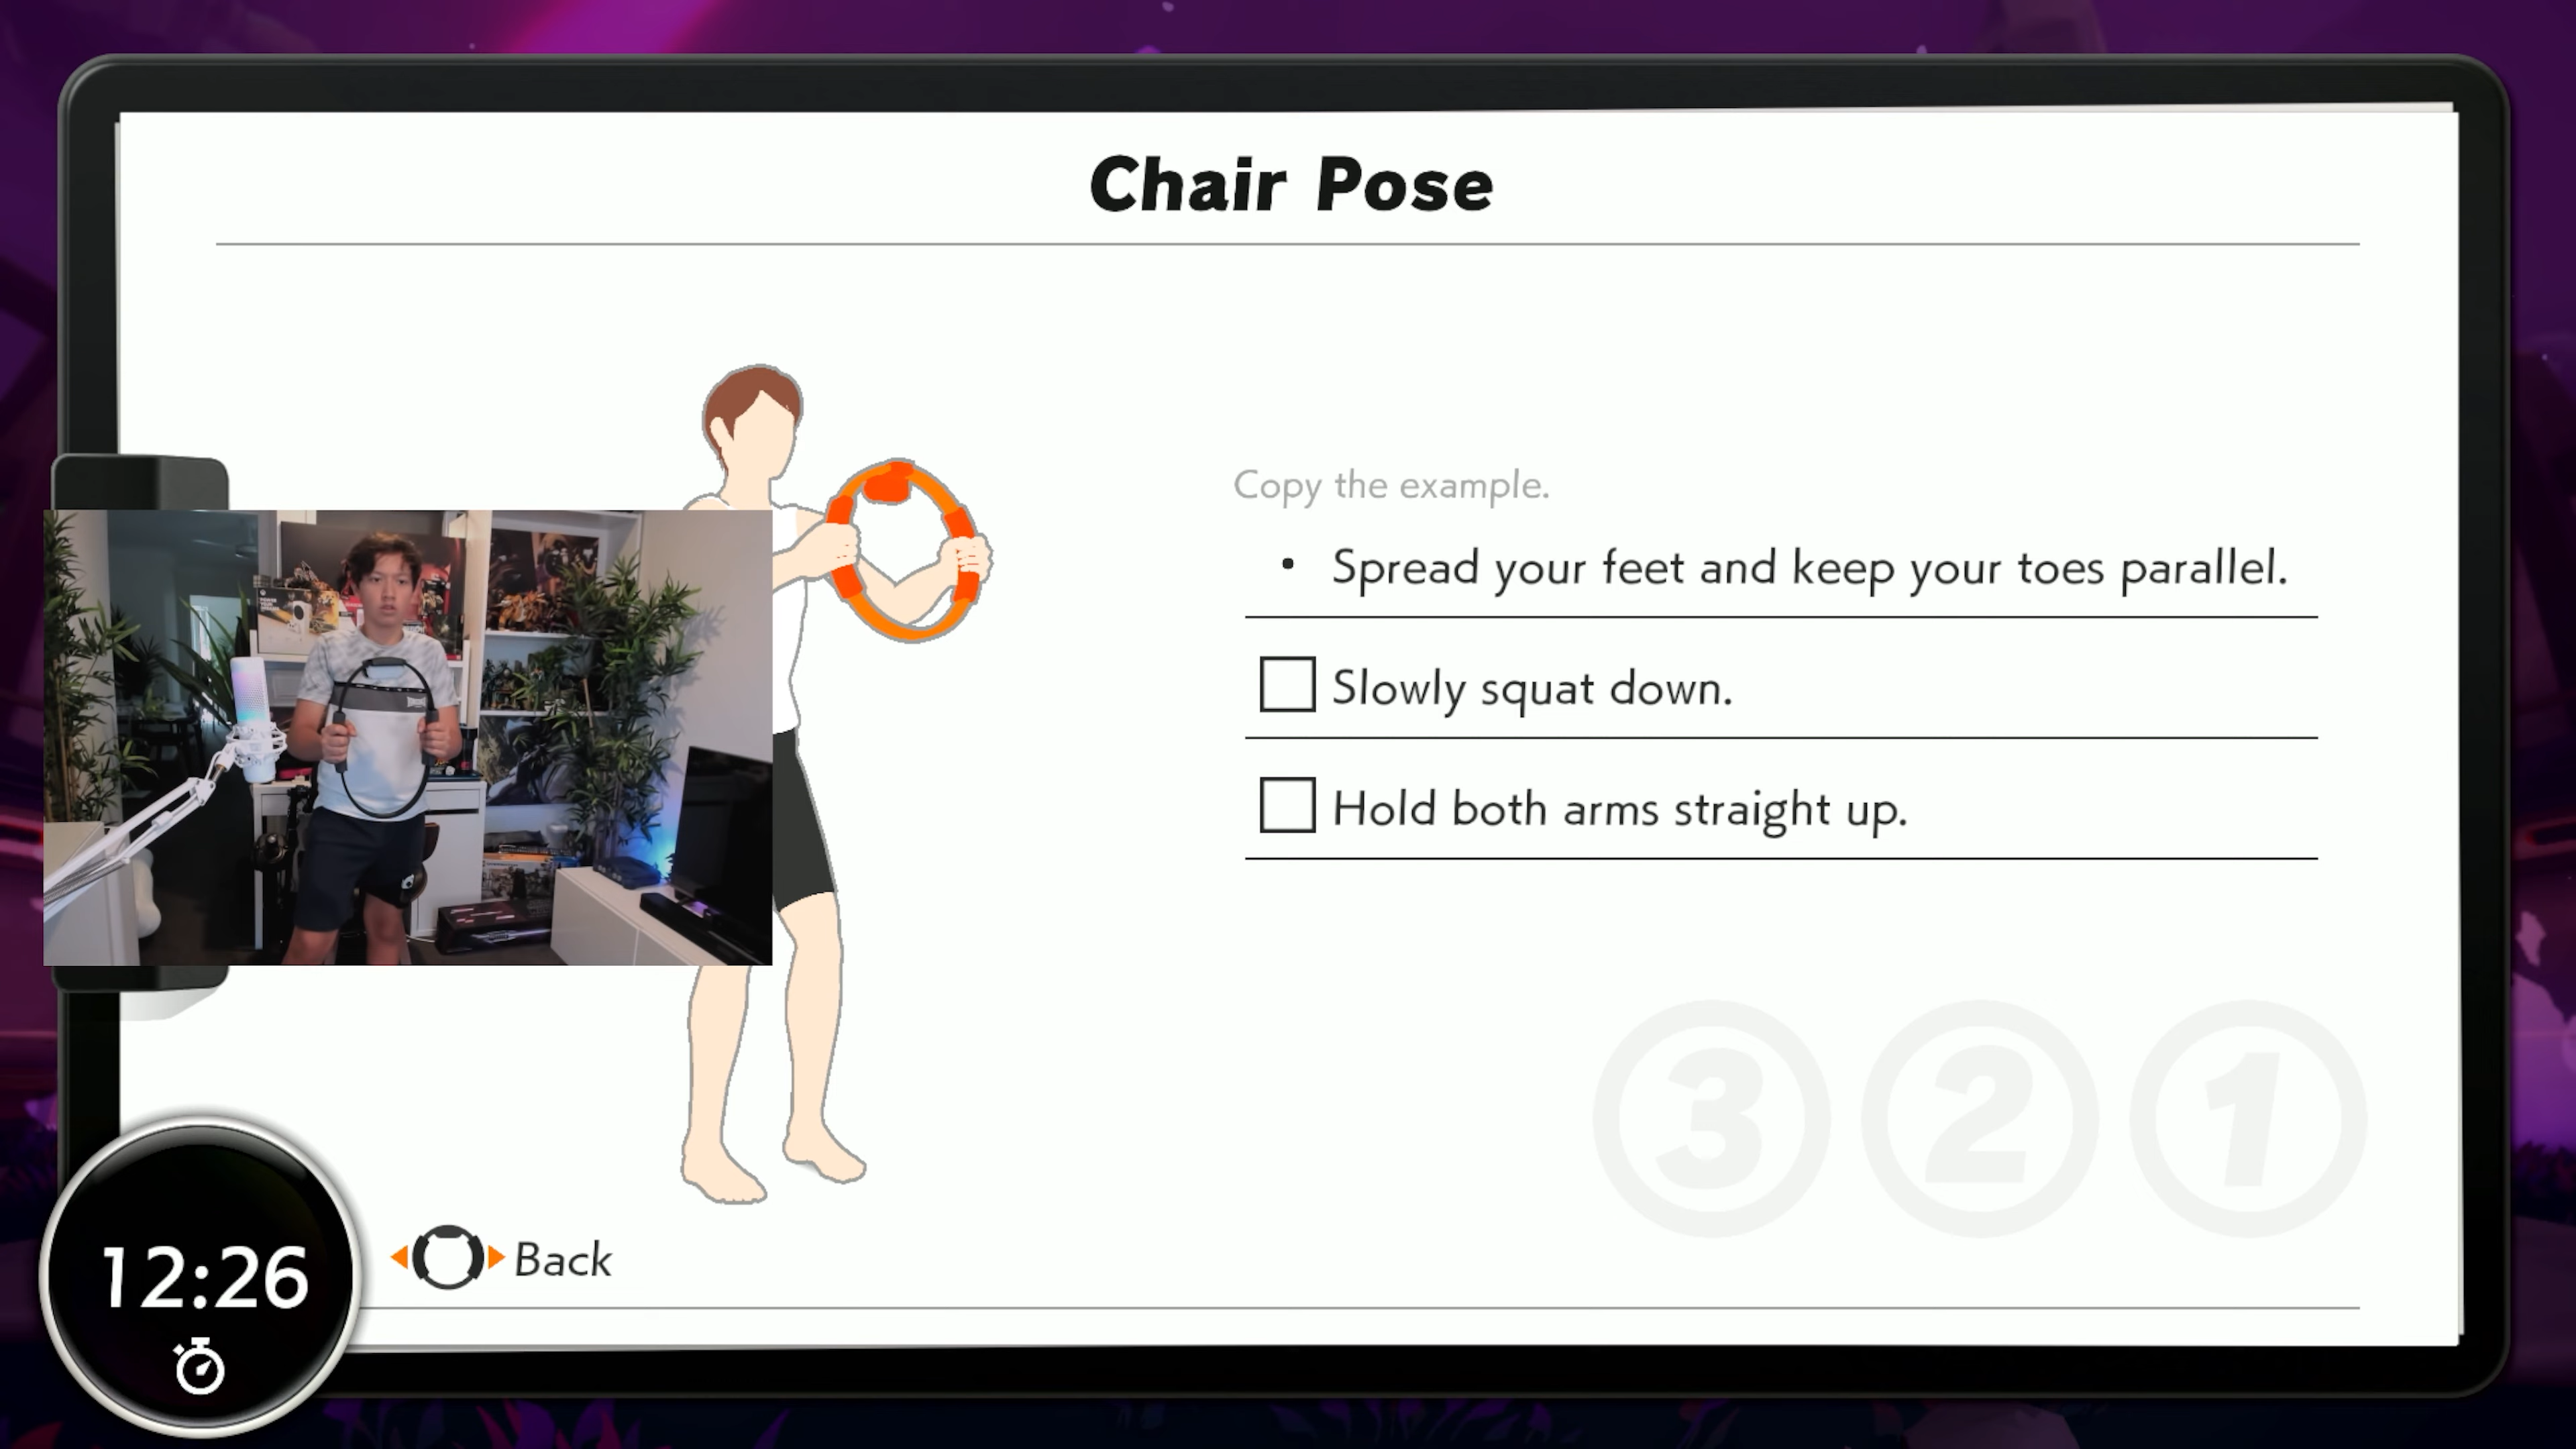 Chair Pose
Copy the example.
• Spread your feet and keep your toes parallel.
Slowly squat down.
Hold both arms straight up.
3 2 1
12:26
Back